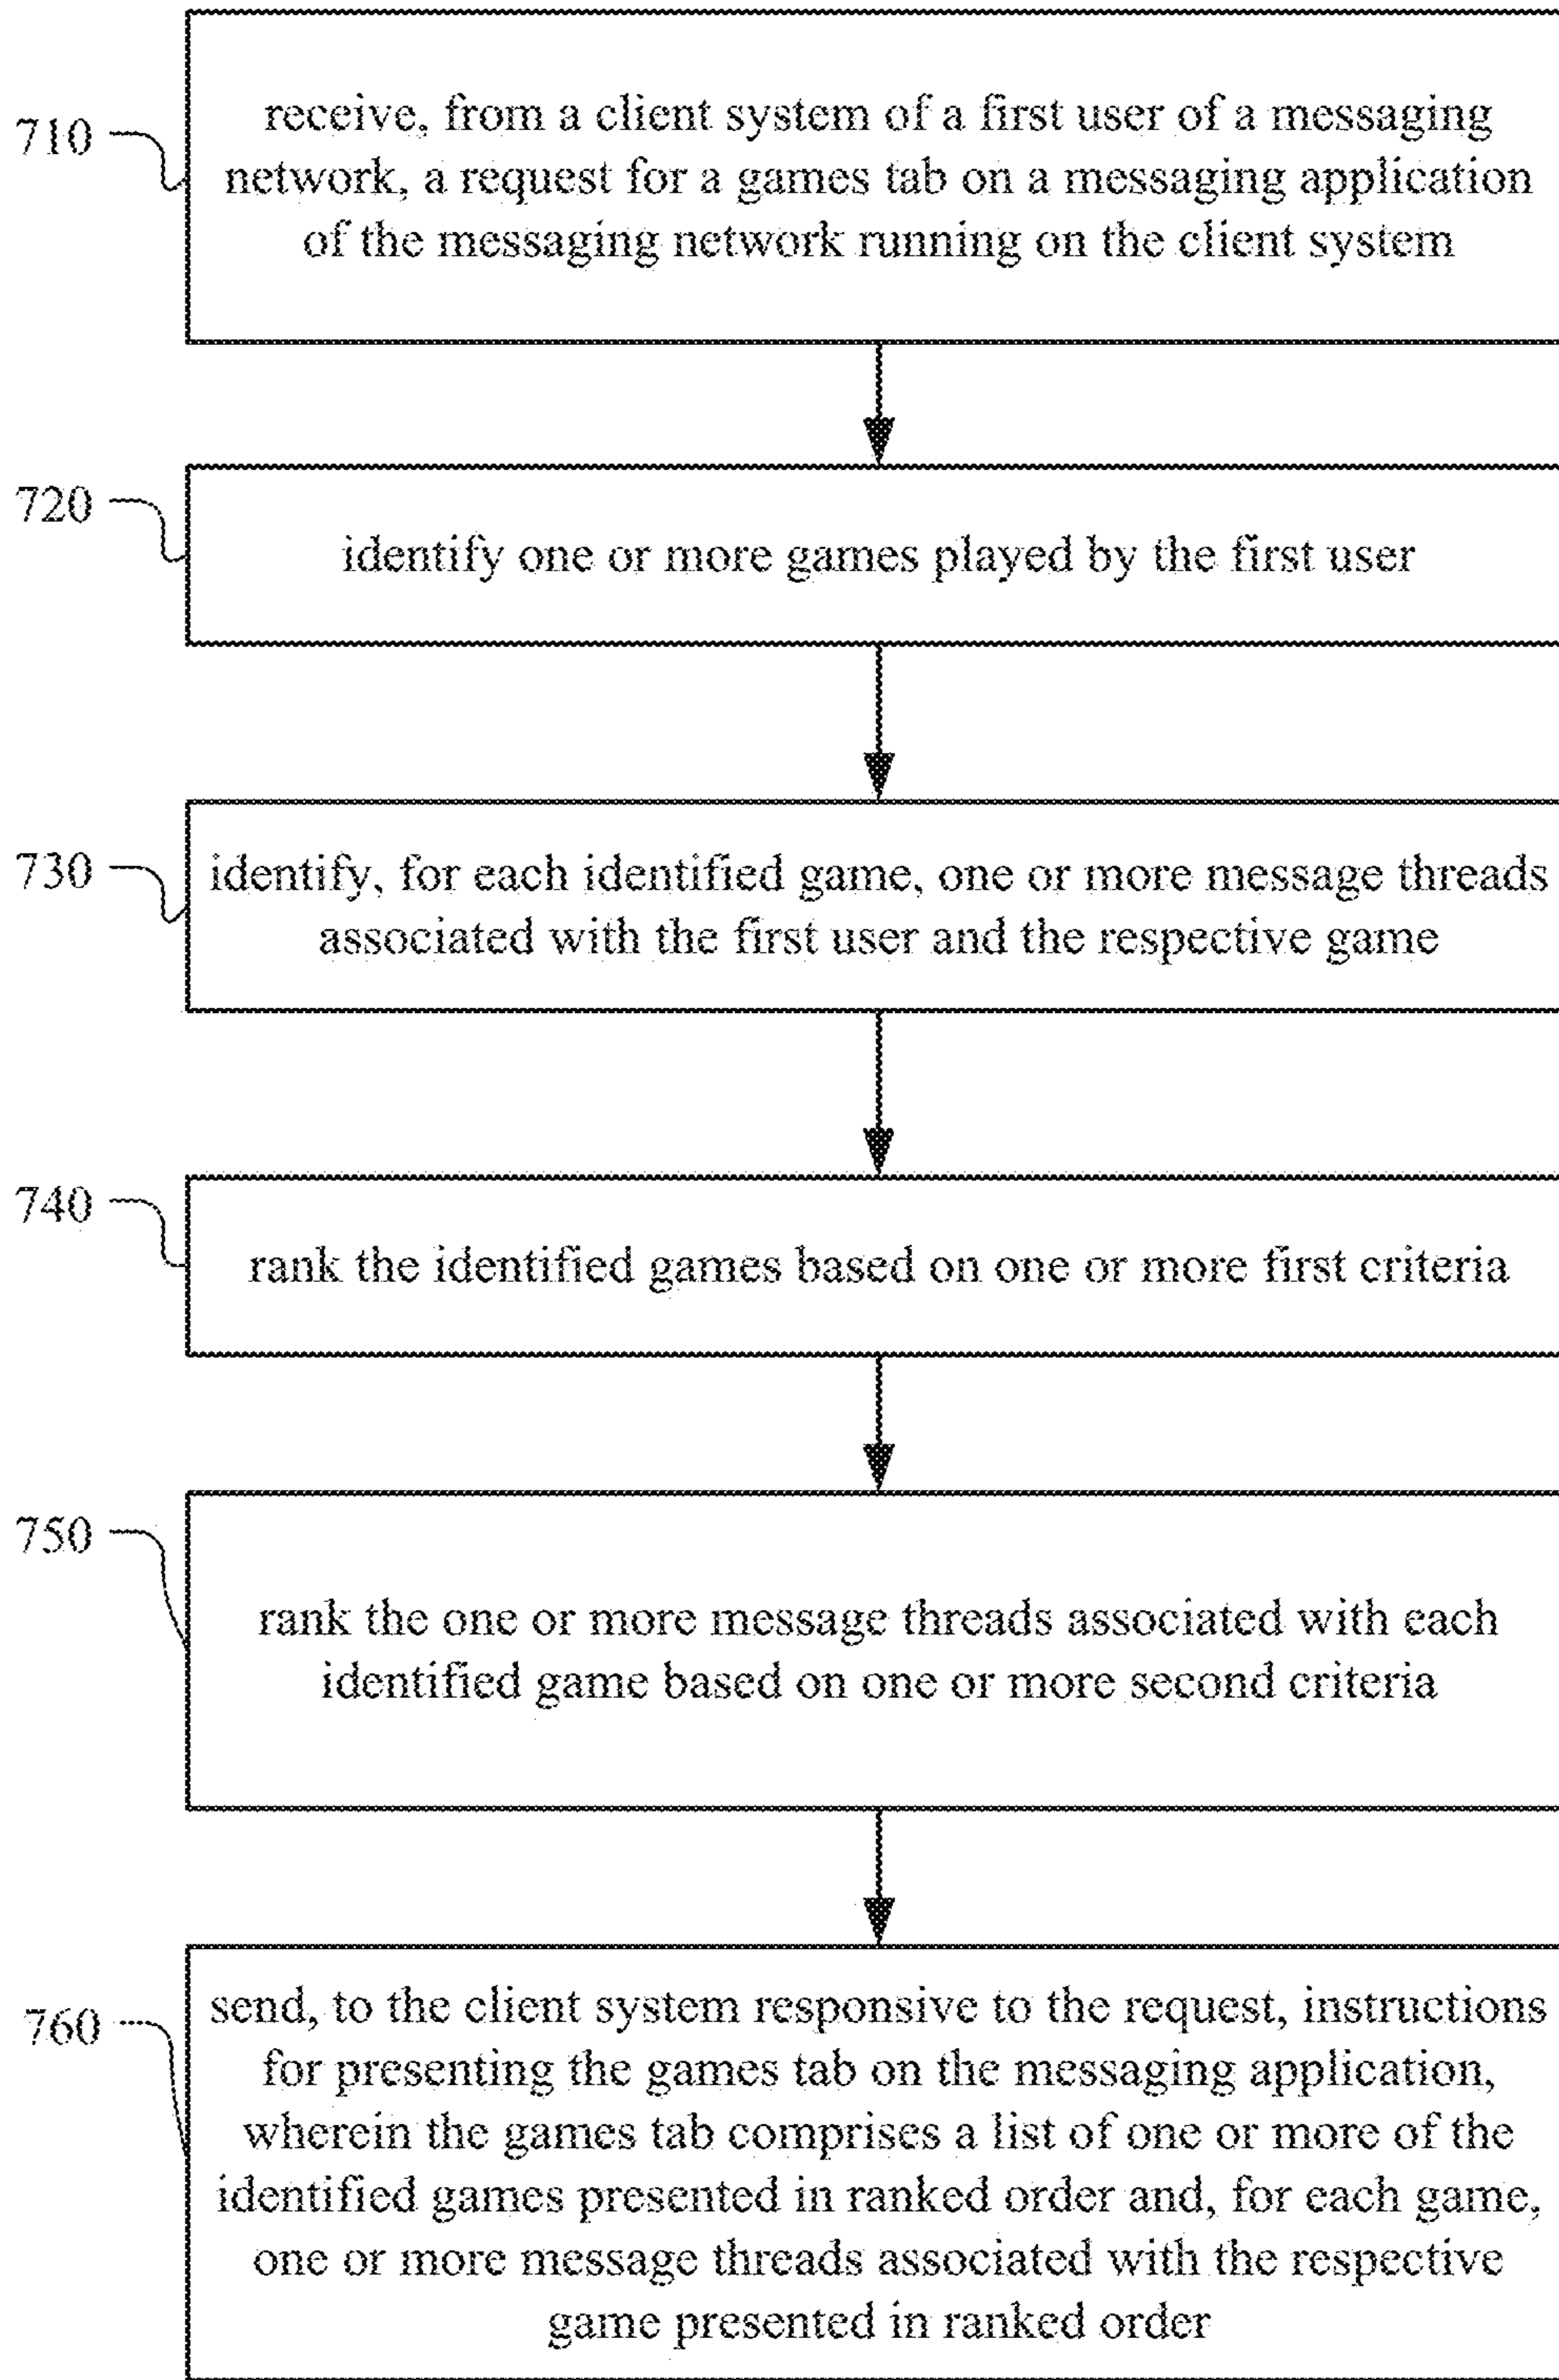 710
receive, from a client system of a first user of a messaging
network, a request for a games tab on a messaging application
of the messaging network running on the client system
720
identify one or more games played by the first user
730
identify, for each identified game, one or more message threads
associated with the first user and the respective game
740
rank the identified games based on one or more first criteria
750
rank the one or more message threads associated with each
identified game based on one or more second criteria
760
send, to the client system responsive to the request, instructions
for presenting the games tab on the messaging application,
wherein the games tab comprises a list of one or more of the
identified games presented in ranked order and, for each game,
one or more message threads associated with the respective
game presented in ranked order